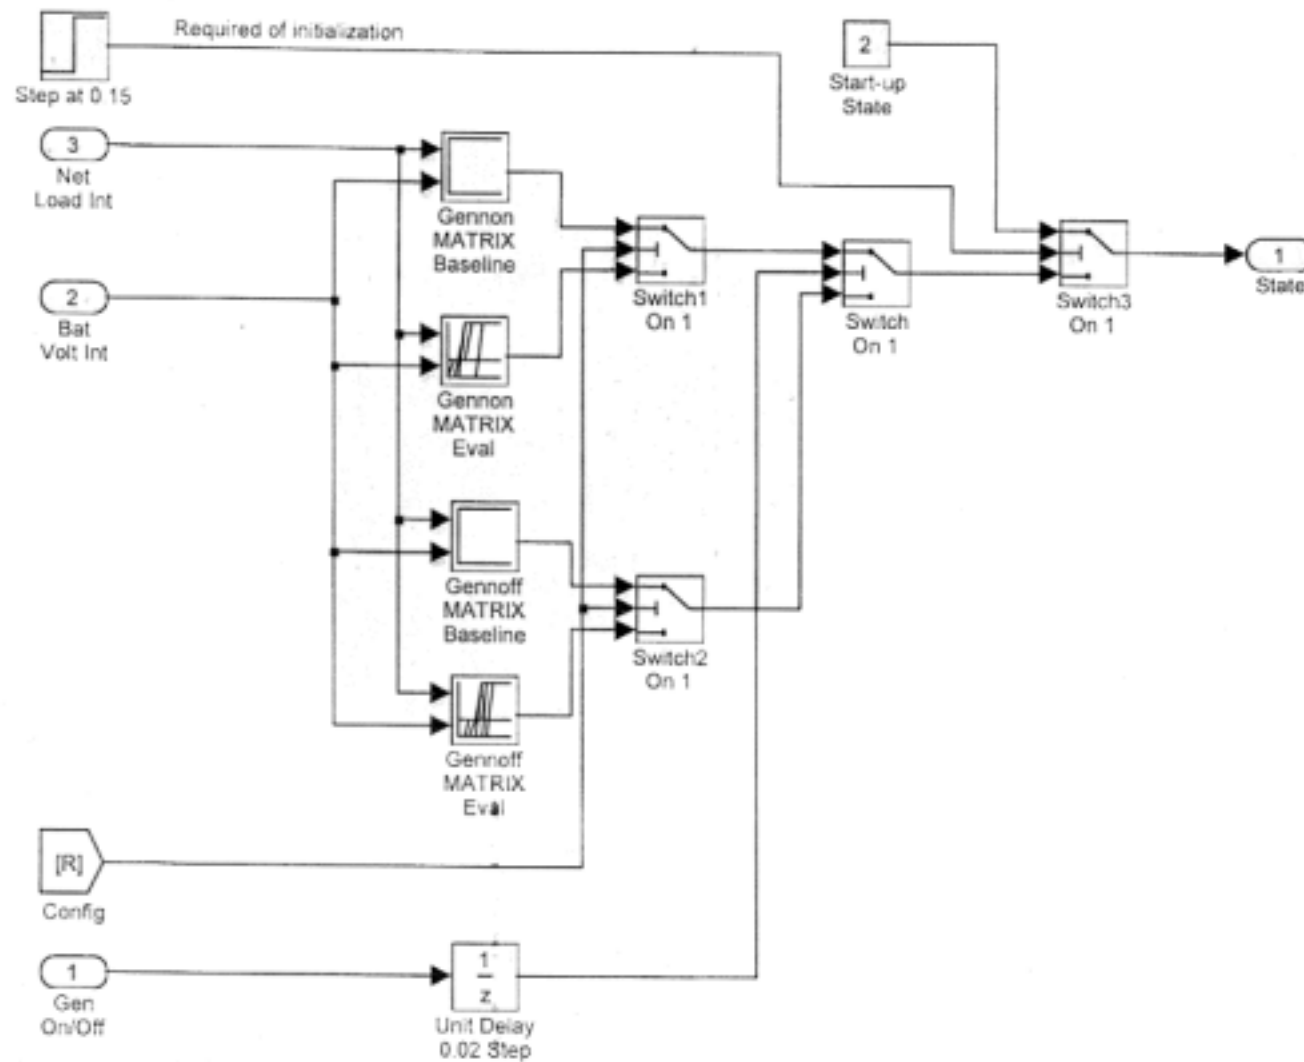 Required of initialization
Step at 0.15
2
Start-up
State
3
Net
Load Int
Gennon
MATRIX
Baseline
Switch1
On 1
Switch
On 1
Switch3
On 1
1
State
2
Bat
Volt Int
Gennon
MATRIX
Eval
Gennoff
MATRIX
Baseline
Switch2
On 1
Gennoff
MATRIX
Eval
[R]
Config
1
Gen
On/Off
1
z
Unit Delay
0.02 Step